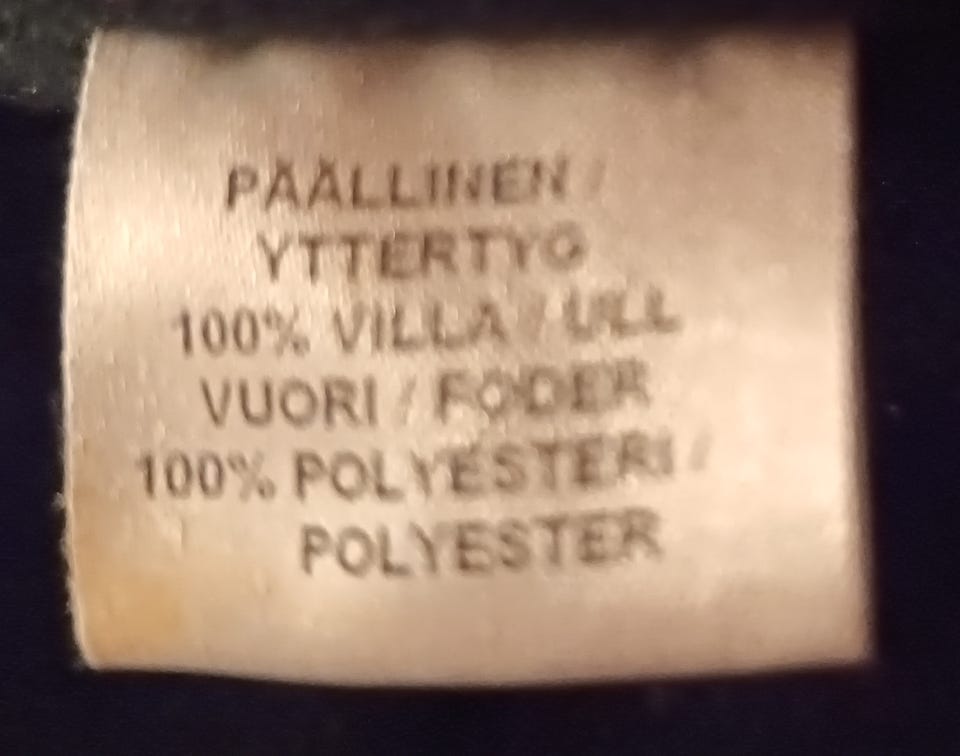 PÄÄLLINEN /
YTTERTYG
100% VILLA / ULL
VUORI / FODER
100% POLYESTERI /
POLYESTER